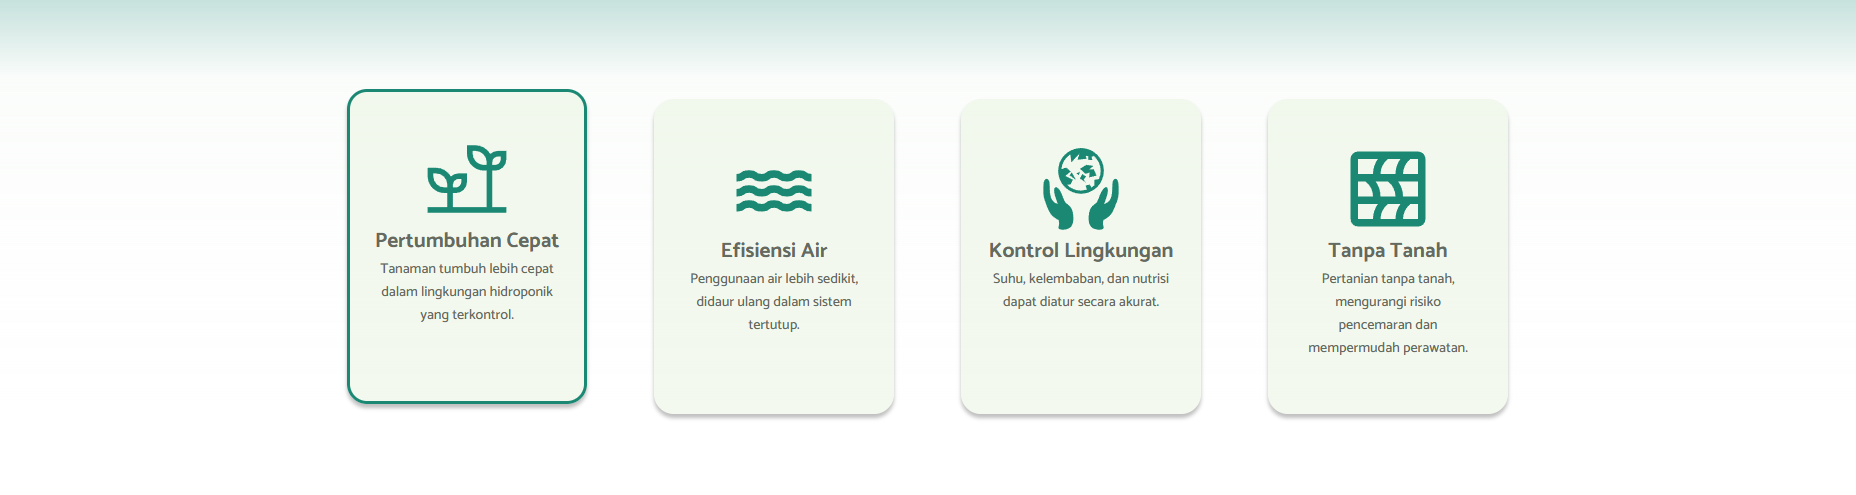 Pertumbuhan Cepat
Tanaman tumbuh lebih cepat
dalam lingkungan hidroponik
yang terkontrol.
Efisiensi Air
Penggunaan air lebih sedikit,
didaur ulang dalam sistem
tertutup.
Kontrol Lingkungan
Suhu, kelembaban, dan nutrisi
dapat diatur secara akurat.
Tanpa Tanah
Pertanian tanpa tanah,
mengurangi risiko
pencemaran dan
mempermudah perawatan.